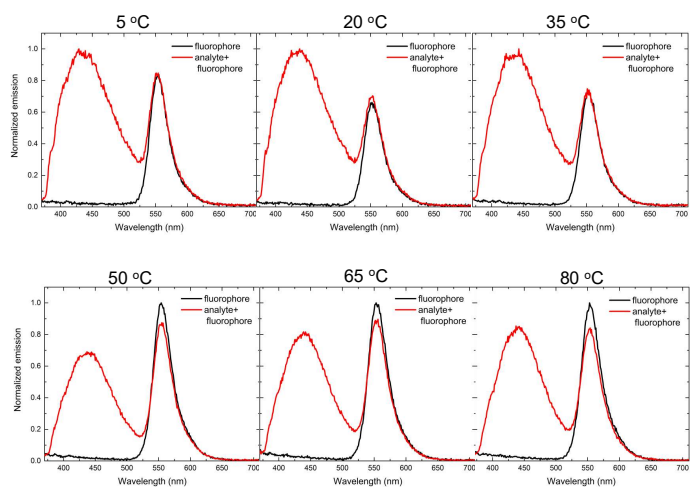 5 °C 20 °C 35 °C
fluorophore
analyte+
fluorophore
fluorophore
analyte+
fluorophore
fluorophore
analyte+
fluorophore
Normalized emission
1.0
0.8
0.6
0.4
0.2
0.0
400 450 500 550 600 650 700
400 450 500 550 600 650 700
400 450 500 550 600 650 700
Wavelength (nm) Wavelength (nm) Wavelength (nm)
50 °C 65 °C 80 °C
fluorophore
analyte+
fluorophore
fluorophore
analyte+
fluorophore
fluorophore
analyte+
fluorophore
Normalized emission
1.0
0.8
0.6
0.4
0.2
0.0
400 450 500 550 600 650 700
400 450 500 550 600 650 700
400 450 500 550 600 650 700
Wavelength (nm) Wavelength (nm) Wavelength (nm)